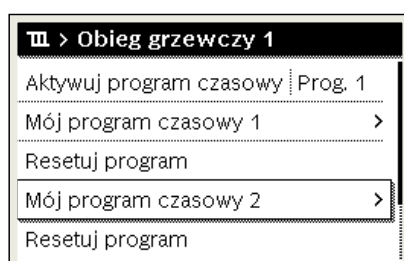 > Obieg grzewczy 1
Aktywuj program czasowy Prog. 1
Mój program czasowy 1 >
Resetuj program
Mój program czasowy 2 >
Resetuj program